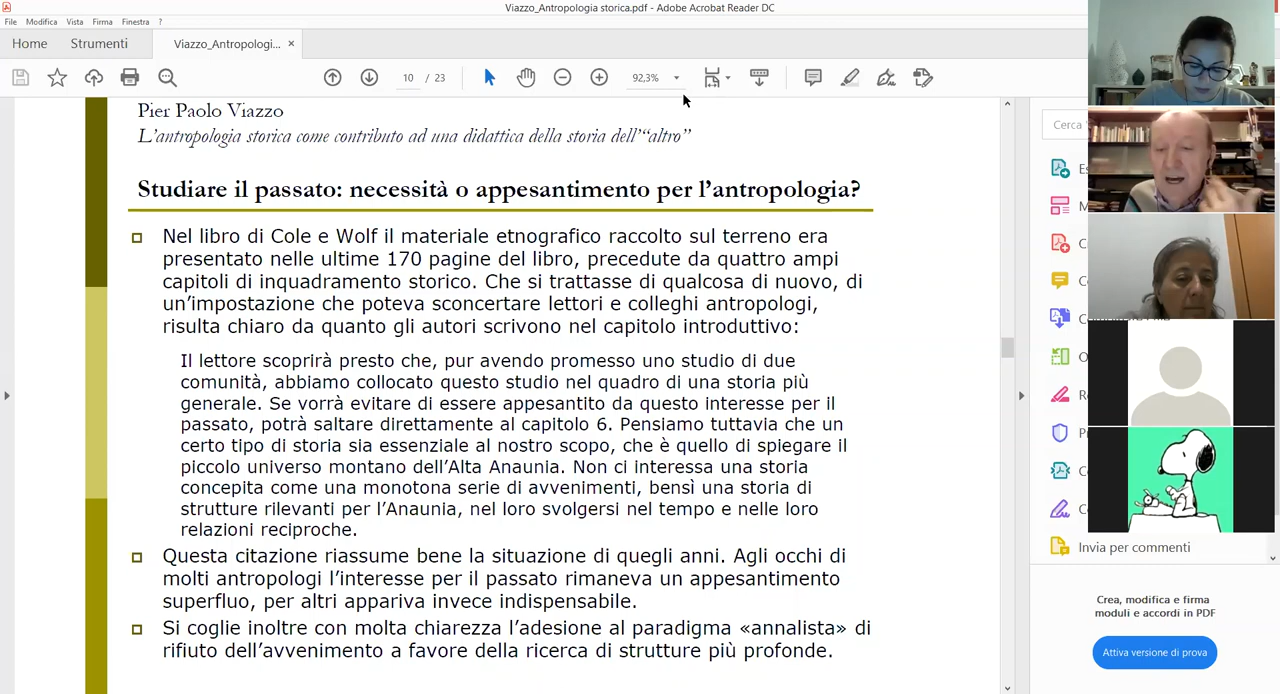 Viazzo_Antropologia storica.pdf - Adobe Acrobat Reader DC
File Modifica Vista Firma Finestra ?
Home Strumenti Viazzo_Antropologi... ×
10 / 23 92,3%
Pier Paolo Viazzo
L'antropologia storica come contributo ad una didattica della storia dell'“altro”
Studiare il passato: necessità o appesantimento per l'antropologia?
Nel libro di Cole e Wolf il materiale etnografico raccolto sul terreno era
presentato nelle ultime 170 pagine del libro, precedute da quattro ampi
capitoli di inquadramento storico. Che si trattasse di qualcosa di nuovo, di
un'impostazione che poteva sconcertare lettori e colleghi antropologi,
risulta chiaro da quanto gli autori scrivono nel capitolo introduttivo:
Il lettore scoprirà presto che, pur avendo promesso uno studio di due
comunità, abbiamo collocato questo studio nel quadro di una storia più
generale. Se vorrà evitare di essere appesantito da questo interesse per il
passato, potrà saltare direttamente al capitolo 6. Pensiamo tuttavia che un
certo tipo di storia sia essenziale al nostro scopo, che è quello di spiegare il
piccolo universo montano dell'Alta Anaunia. Non ci interessa una storia
concepita come una monotona serie di avvenimenti, bensì una storia di
strutture rilevanti per l'Anaunia, nel loro svolgersi nel tempo e nelle loro
relazioni reciproche.
Questa citazione riassume bene la situazione di quegli anni. Agli occhi di
molti antropologi l'interesse per il passato rimaneva un appesantimento
superfluo, per altri appariva invece indispensabile.
Si coglie inoltre con molta chiarezza l'adesione al paradigma «annalista» di
rifiuto dell'avvenimento a favore della ricerca di strutture più profonde.
Cerca
Invia per commenti
Crea, modifica e firma
moduli e accordi in PDF
Attiva versione di prova